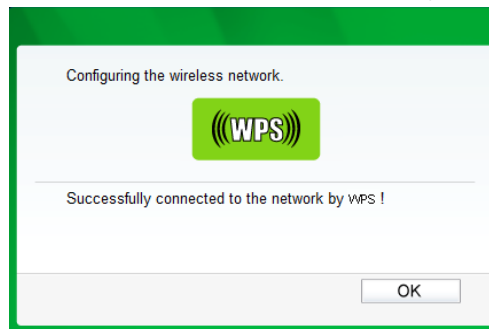 Configuring the wireless network.
((WPS))
Successfully connected to the network by WPS !
OK